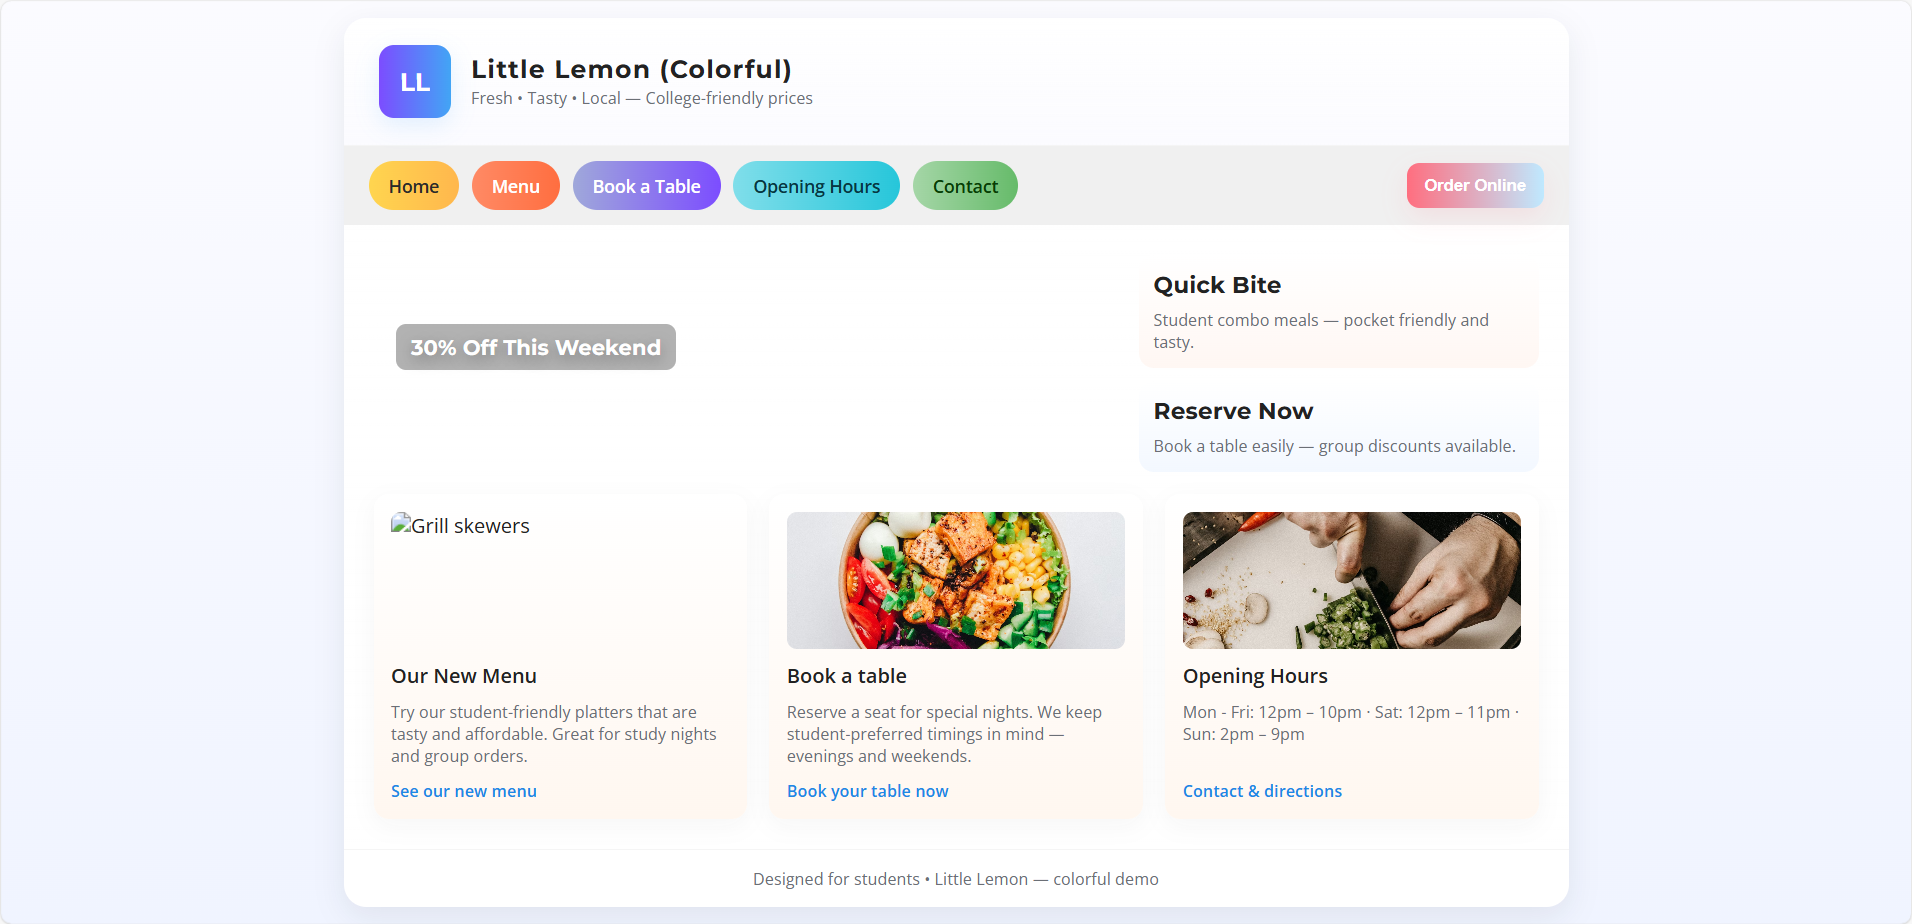 LL
Little Lemon (Colorful)
Fresh • Tasty • Local — College-friendly prices
Home
Menu
Book a Table
Opening Hours
Contact
Order Online
30% Off This Weekend
Quick Bite
Student combo meals — pocket friendly and
tasty.
Reserve Now
Book a table easily — group discounts available.
Grill skewers
Our New Menu
Try our student-friendly platters that are
tasty and affordable. Great for study nights
and group orders.
See our new menu
Book a table
Reserve a seat for special nights. We keep
student-preferred timings in mind —
evenings and weekends.
Book your table now
Opening Hours
Mon - Fri: 12pm – 10pm · Sat: 12pm – 11pm ·
Sun: 2pm – 9pm
Contact & directions
Designed for students • Little Lemon — colorful demo